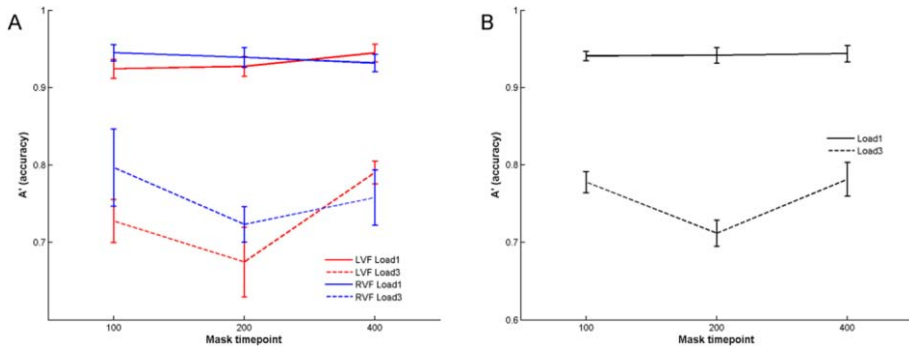 A
1
0.9
0.8
0.7
A' (accuracy)
LVF Load1
LVF Load3
RVF Load1
RVF Load3
100
200
400
Mask timepoint
B
1
0.9
0.8
0.7
0.6
A' (accuracy)
Load1
Load3
100
200
400
Mask timepoint